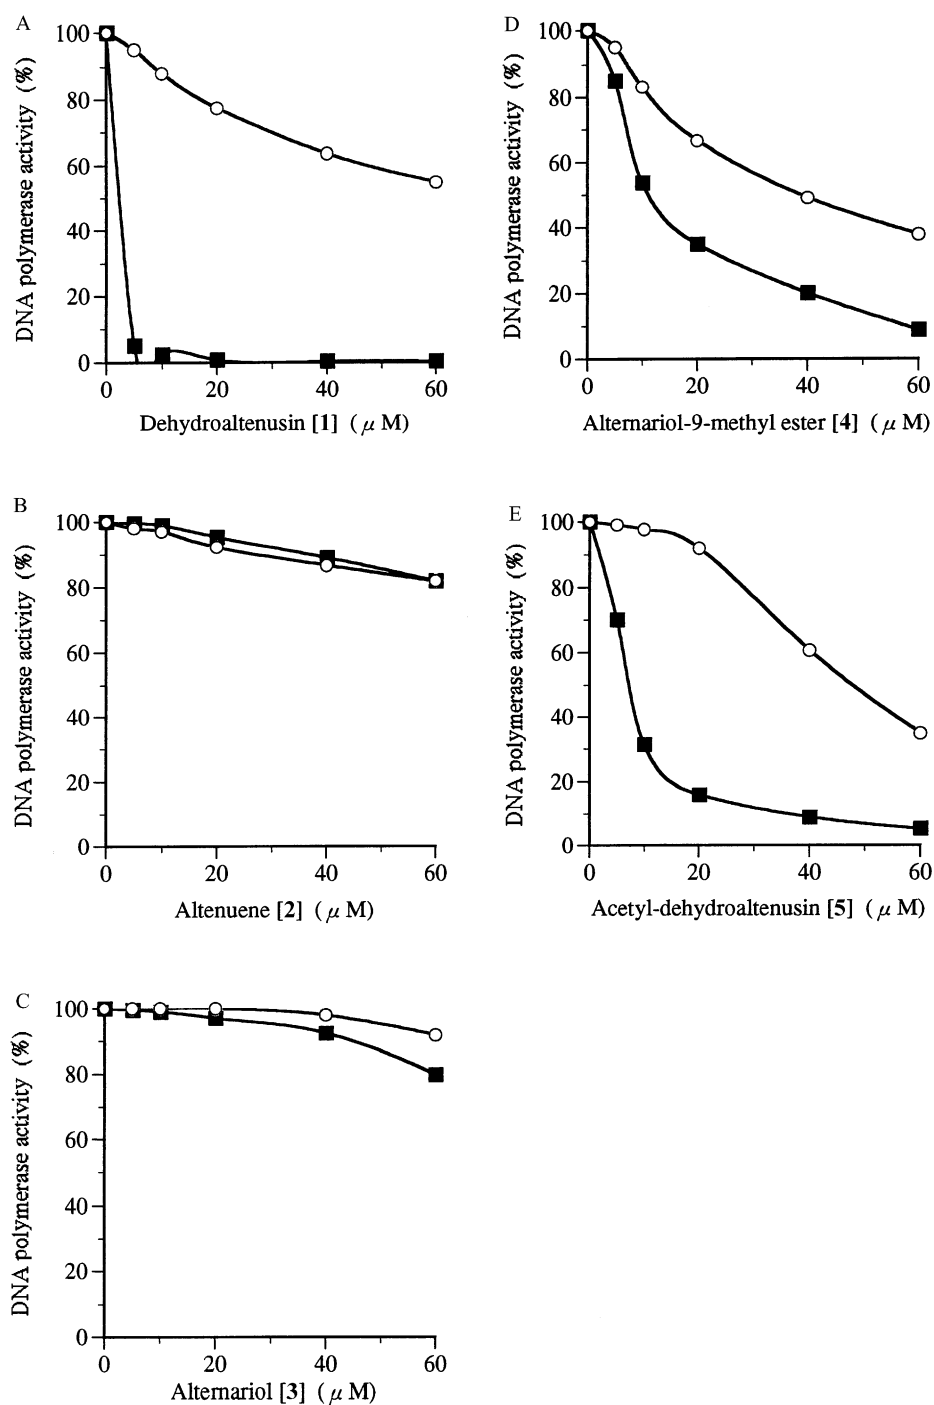 A
DNA polymerase activity (%)
100
80
60
40
20
0
0 20 40 60
Dehydroaltenusin [1] (μ M)
D
DNA polymerase activity (%)
100
80
60
40
20
0
0 20 40 60
Alternariol-9-methyl ester [4] (μ M)
B
DNA polymerase activity (%)
100
80
60
40
20
0
0 20 40 60
Altenuene [2] (μ M)
E
DNA polymerase activity (%)
100
80
60
40
20
0
0 20 40 60
Acetyl-dehydroaltenusin [5] (μ M)
C
DNA polymerase activity (%)
100
80
60
40
20
0
0 20 40 60
Alternariol [3] (μ M)